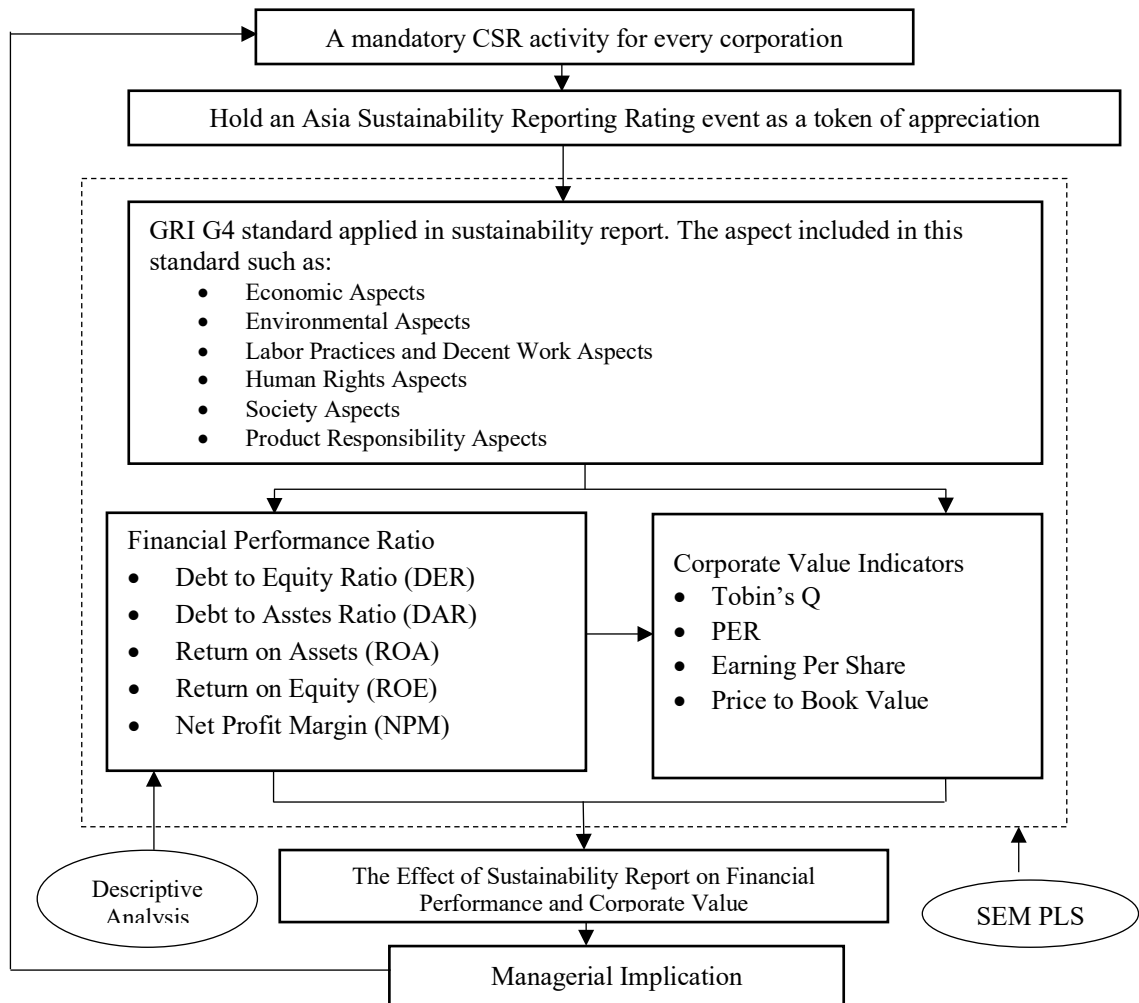 A mandatory CSR activity for every corporation
Hold an Asia Sustainability Reporting Rating event as a token of appreciation
GRI G4 standard applied in sustainability report. The aspect included in this
standard such as:
• Economic Aspects
• Environmental Aspects
• Labor Practices and Decent Work Aspects
• Human Rights Aspects
• Society Aspects
• Product Responsibility Aspects
Financial Performance Ratio
• Debt to Equity Ratio (DER)
• Debt to Asstes Ratio (DAR)
• Return on Assets (ROA)
• Return on Equity (ROE)
• Net Profit Margin (NPM)
Corporate Value Indicators
• Tobin’s Q
• PER
• Earning Per Share
• Price to Book Value
Descriptive
Analysis
The Effect of Sustainability Report on Financial
Performance and Corporate Value
SEM PLS
Managerial Implication